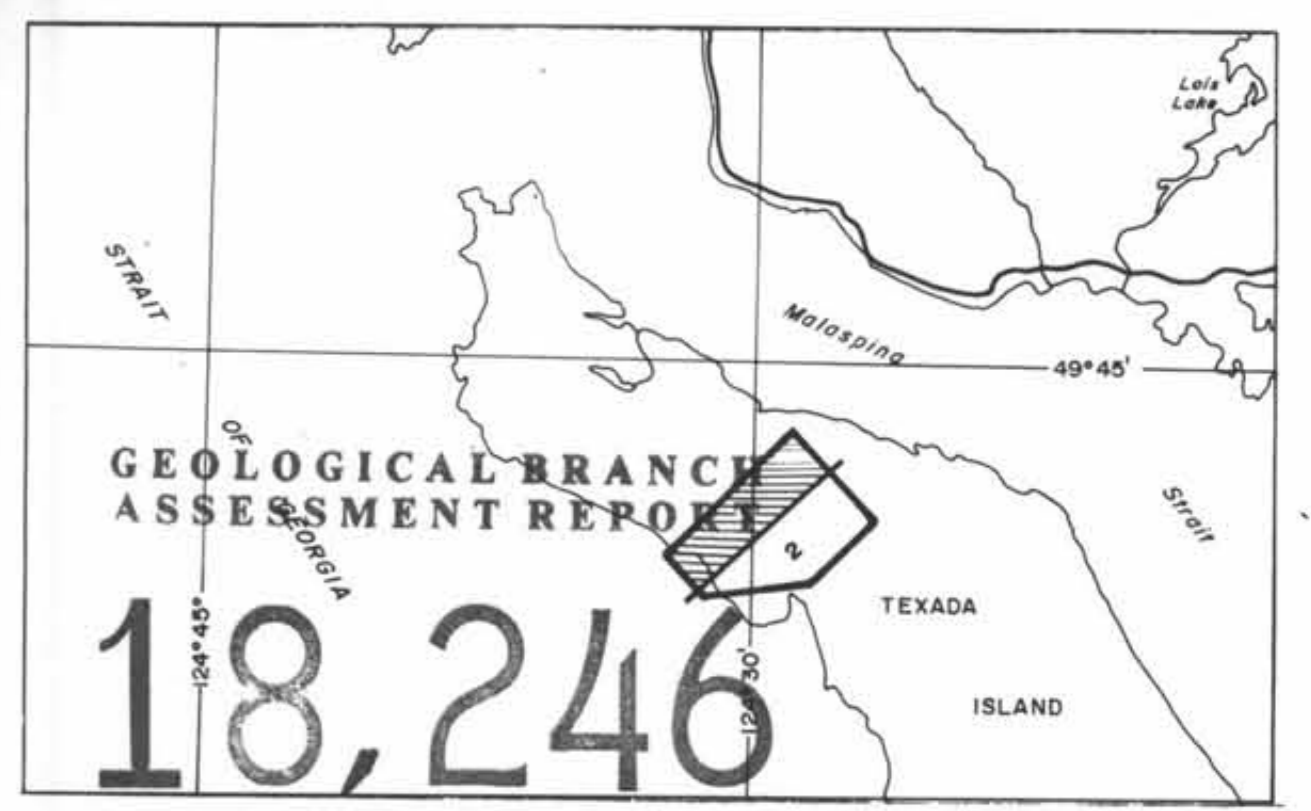 Lois
Lake
STRAIT
Malaspina
49°45'
OF
GEOLOGICAL BRANCH
ASSESSMENT REPORT
GEORGIA
Strait
2
TEXADA
124°45'
18,246
124°30'
ISLAND